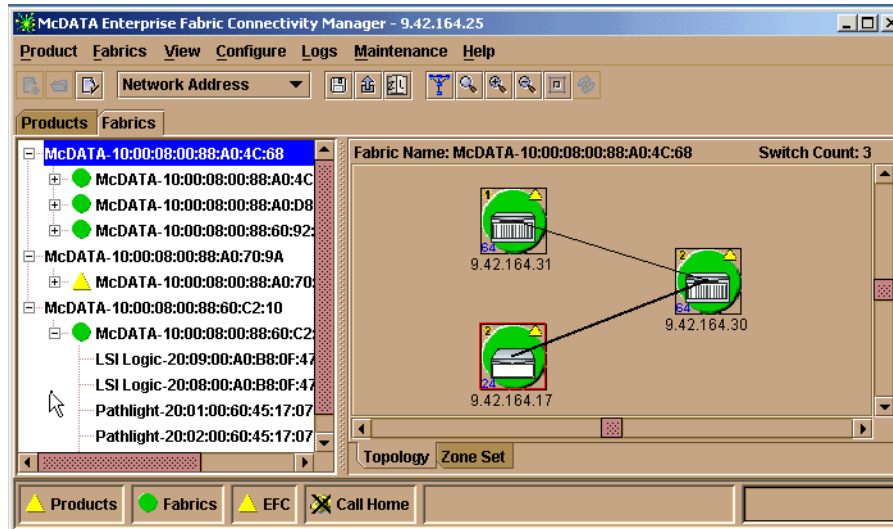 McDATA Enterprise Fabric Connectivity Manager - 9.42.164.25
Product Fabrics View Configure Logs Maintenance Help
Network Address
Products Fabrics
McDATA-10:00:08:00:88:A0:4C:68
McDATA-10:00:08:00:88:A0:4C
McDATA-10:00:08:00:88:A0:D8
McDATA-10:00:08:00:88:60:92:
McDATA-10:00:08:00:88:A0:70:9A
McDATA-10:00:08:00:88:A0:70:
McDATA-10:00:08:00:88:60:C2:10
McDATA-10:00:08:00:88:60:C2:
LSI Logic-20:09:00:A0:B8:0F:47
LSI Logic-20:08:00:A0:B8:0F:47
Pathlight-20:01:00:60:45:17:07
Pathlight-20:02:00:60:45:17:07
Fabric Name: McDATA-10:00:08:00:88:A0:4C:68 Switch Count: 3
1
64
9.42.164.31
2
64
9.42.164.30
2
24
9.42.164.17
Topology Zone Set
Products Fabrics EFC Call Home